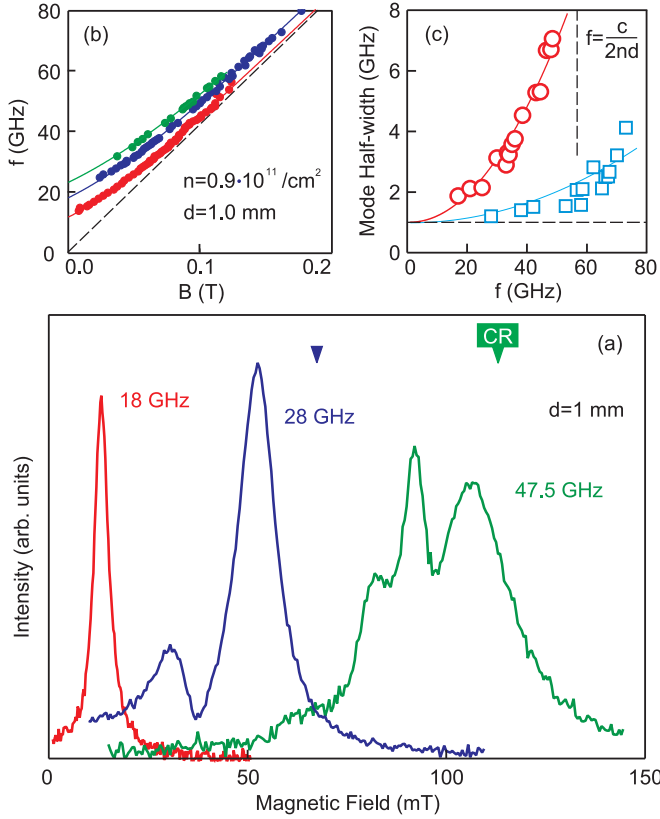 (b)
f (GHz)
80
60
40
20
0
n=0.9·10¹¹/cm²
d=1.0 mm
0.0
0.1
0.2
B (T)
(c)
Mode Half-width (GHz)
8
6
4
2
0
f=c/2nd
0
20
40
60
80
f (GHz)
(a)
CR
18 GHz
28 GHz
d=1 mm
47.5 GHz
Intensity (arb. units)
0
50
100
150
Magnetic Field (mT)